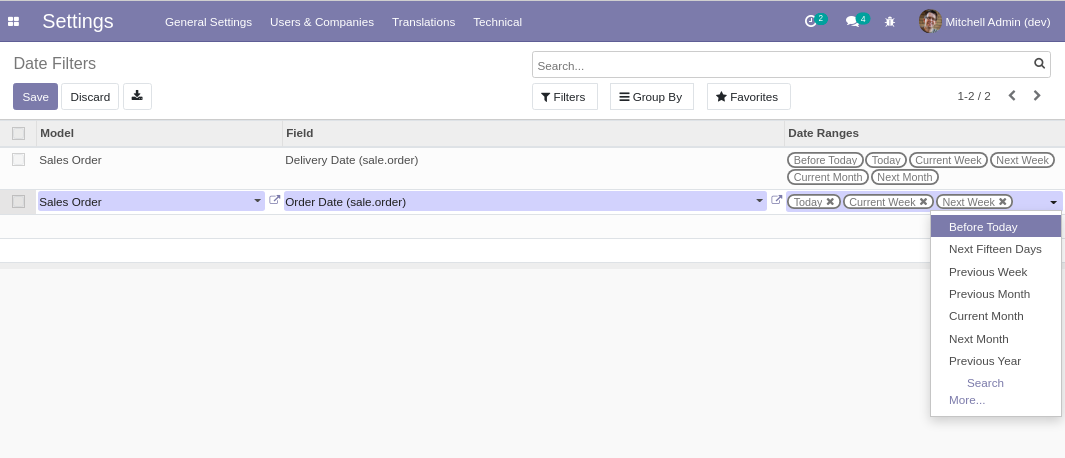 Settings General Settings Users & Companies Translations Technical 2 4 Mitchell Admin (dev)
Date Filters Search...
Save Discard Filters Group By Favorites 1-2 / 2
Model Field Date Ranges
Sales Order Delivery Date (sale.order) Before Today Today Current Week Next Week
Current Month Next Month
Sales Order Order Date (sale.order) Today Current Week Next Week
Before Today
Next Fifteen Days
Previous Week
Previous Month
Current Month
Next Month
Previous Year
Search
More...